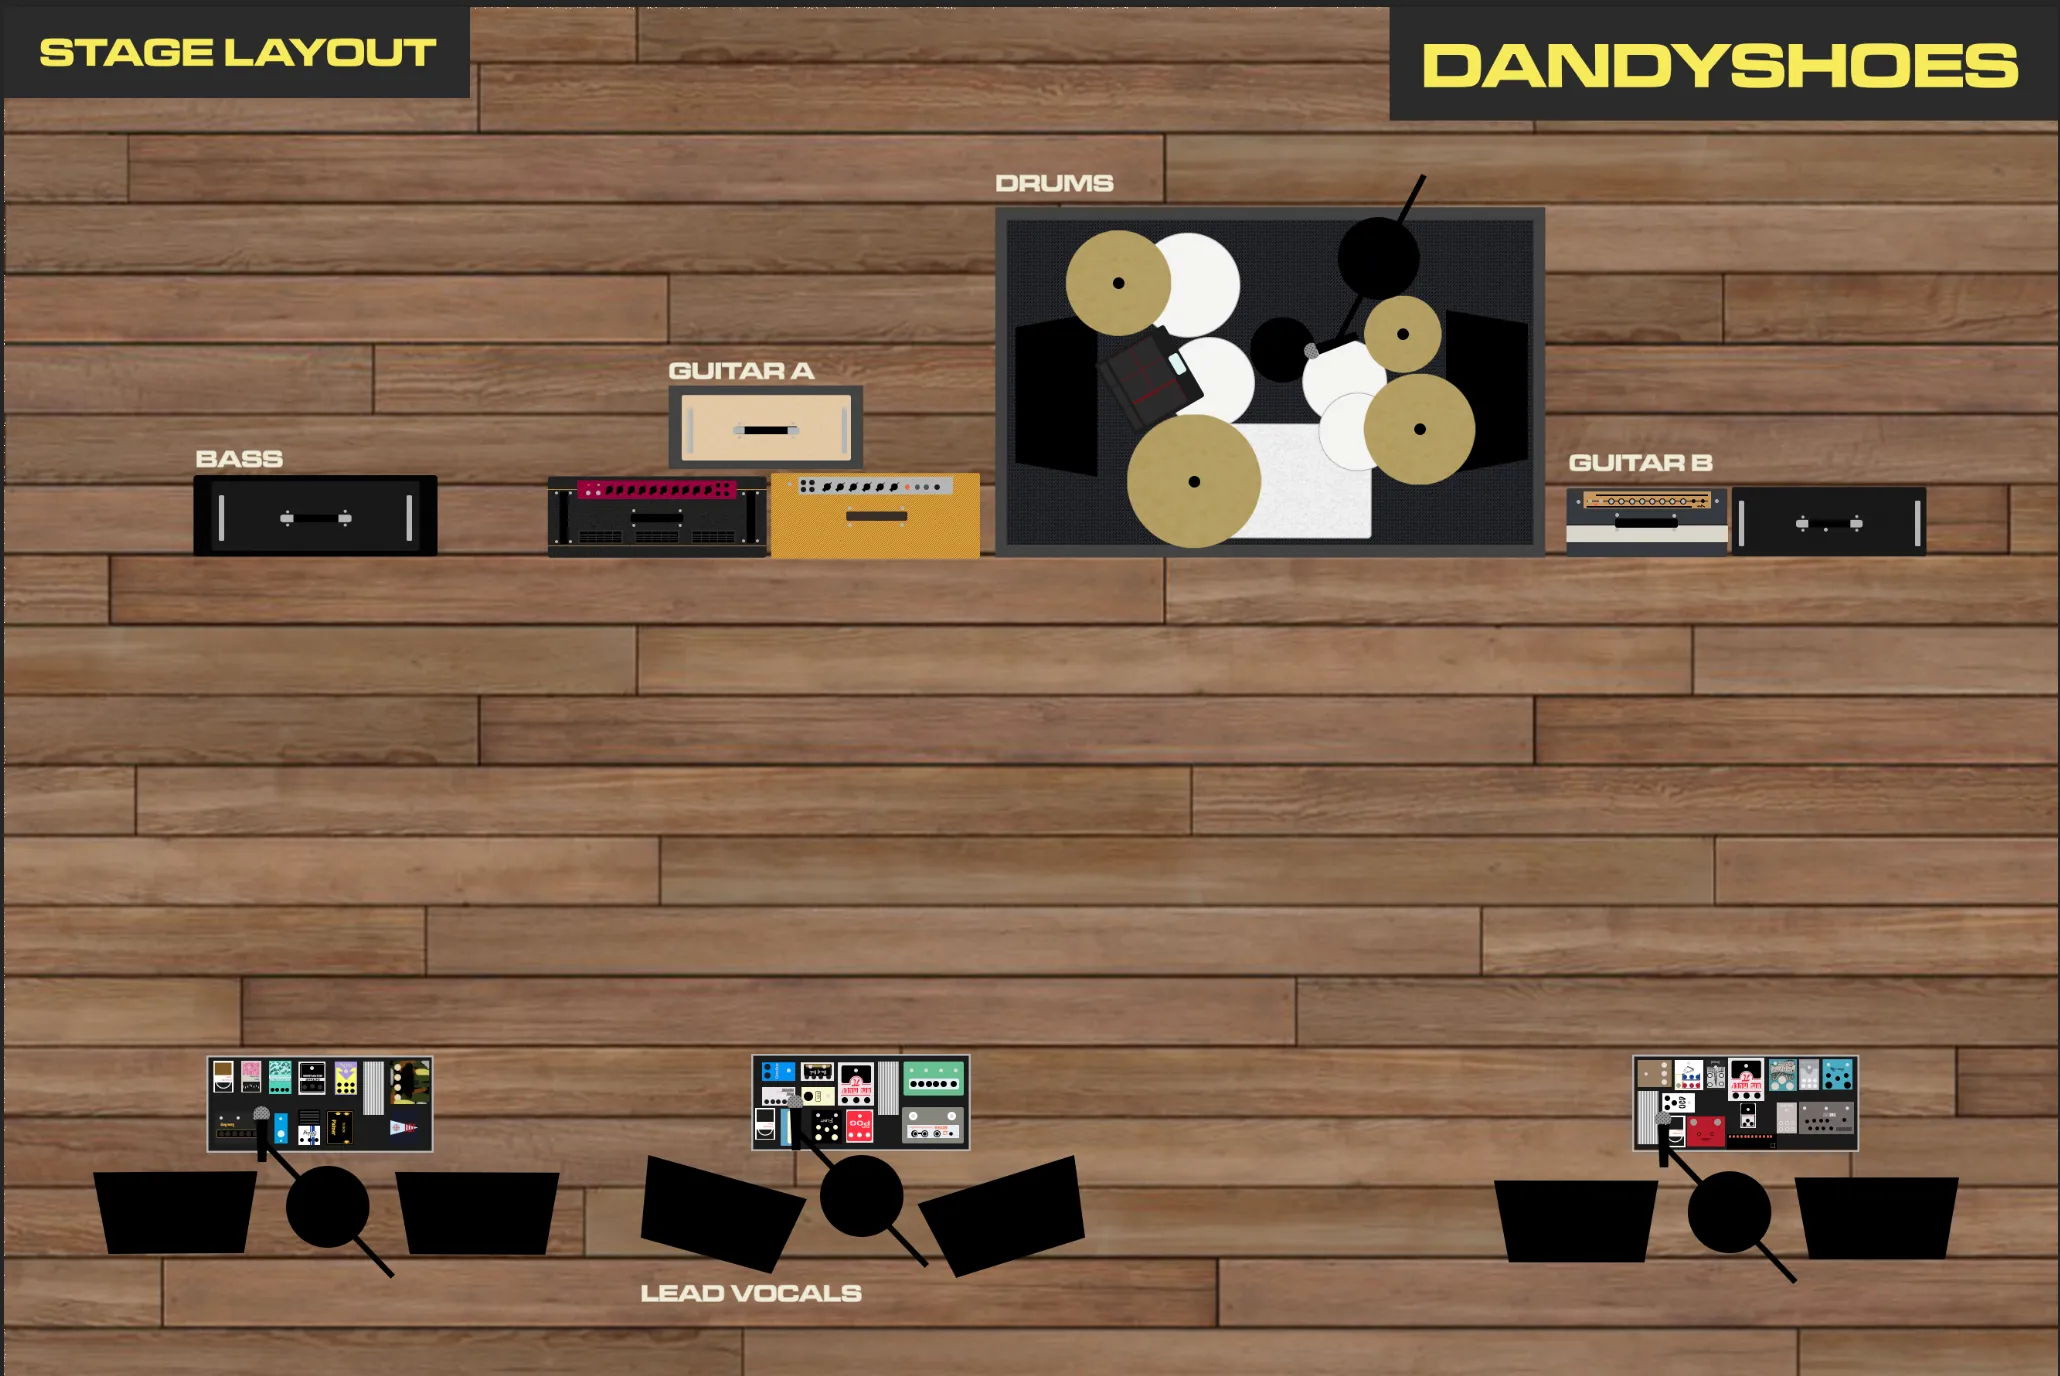 STAGE LAYOUT
DANDYSHOES
DRUMS
GUITAR A
BASS
GUITAR B
LEAD VOCALS